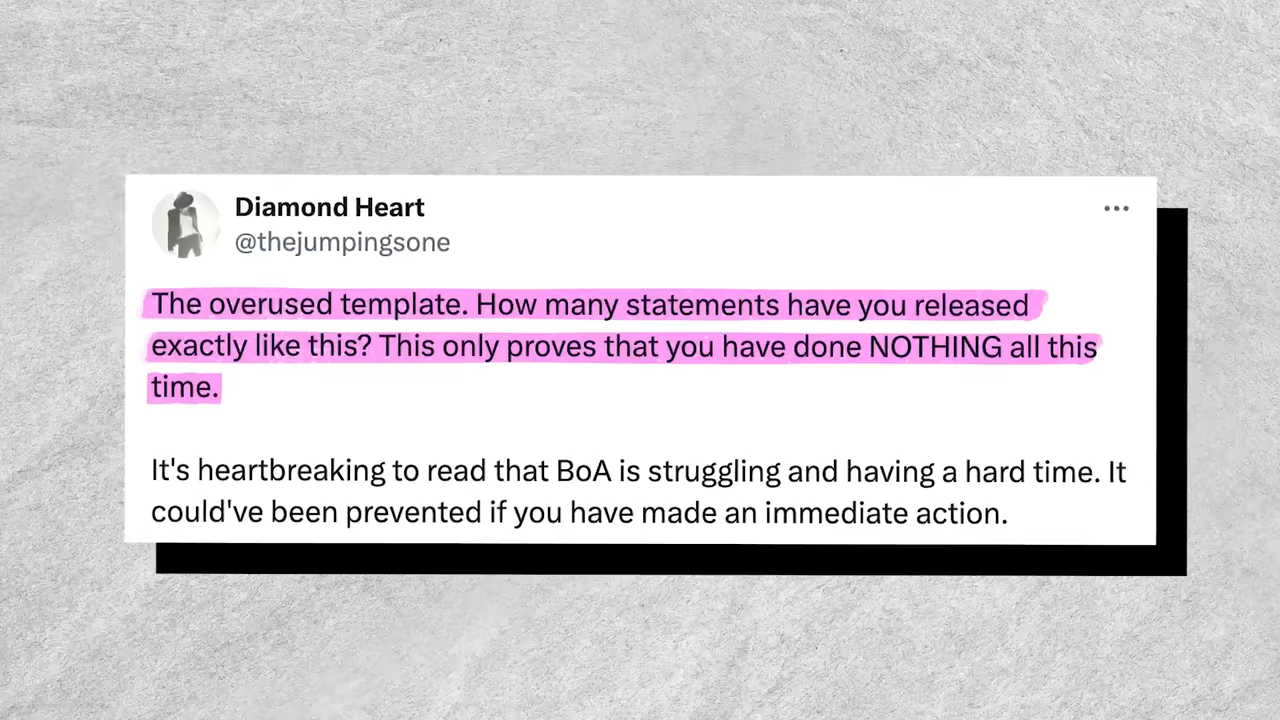 Diamond Heart
@thejumpingsone
The overused template. How many statements have you released
exactly like this? This only proves that you have done NOTHING all this
time.
It's heartbreaking to read that BoA is struggling and having a hard time. It
could've been prevented if you have made an immediate action.